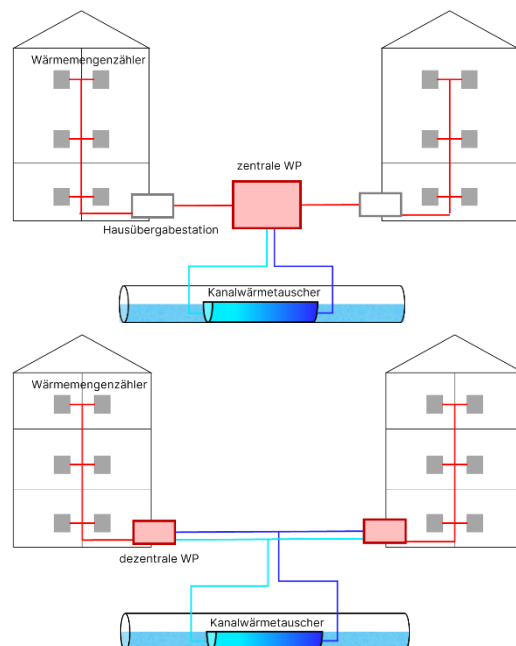 Wärmemengenzähler
zentrale WP
Hausübergabestation
Kanalwärmetauscher
Wärmemengenzähler
dezentrale WP
Kanalwärmetauscher